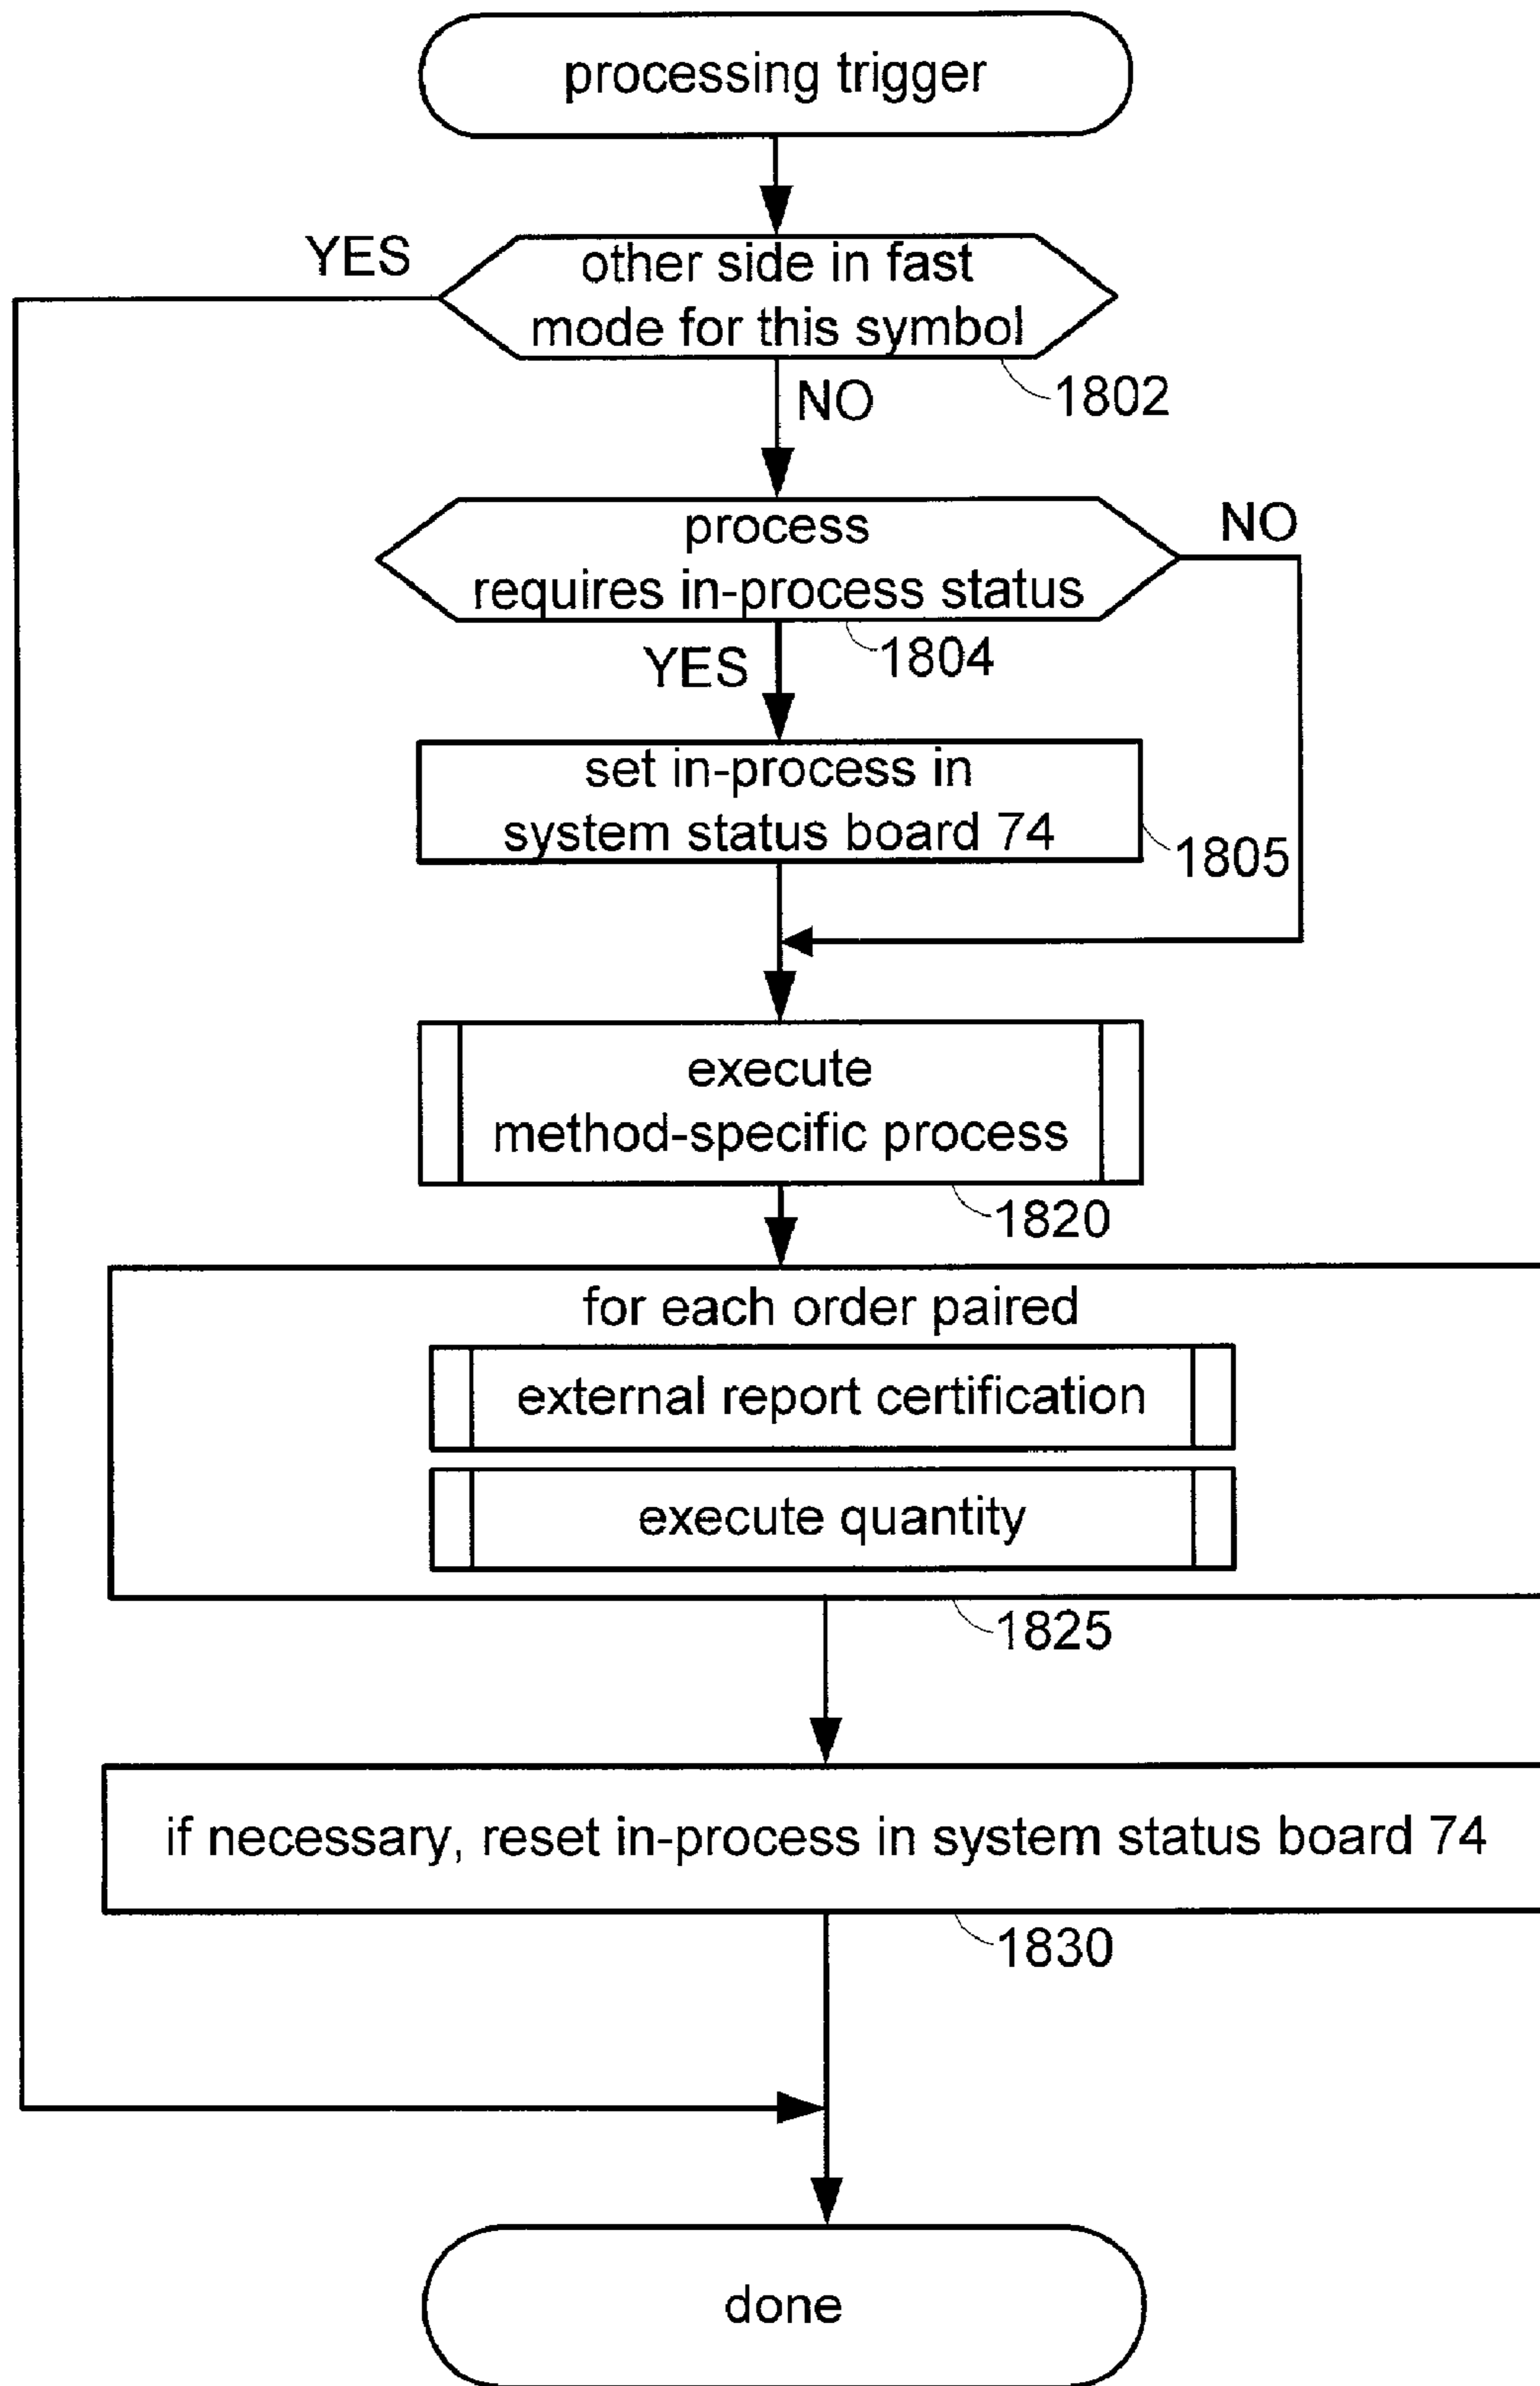 processing trigger
YES
other side in fast
mode for this symbol
NO
1802
process
requires in-process status
NO
YES
1804
set in-process in
system status board 74
1805
execute
method-specific process
1820
for each order paired
external report certification
execute quantity
1825
if necessary, reset in-process in system status board 74
1830
done